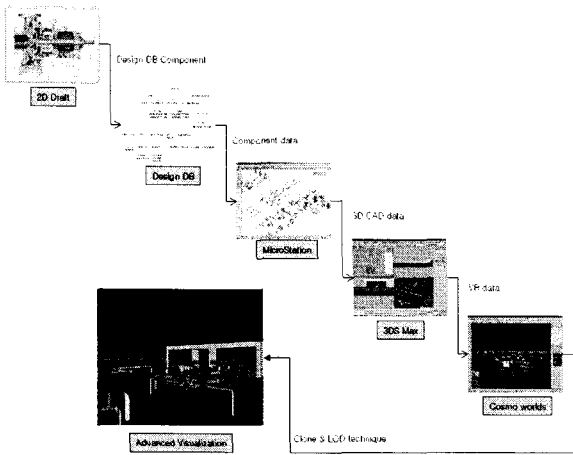 Design DB Component
2D Draft
Component data
Design DB
MicroStation
3D CAD data
3DS Max
VR data
Cosmo worlds
Advanced Visualization
Clone & LOD technique